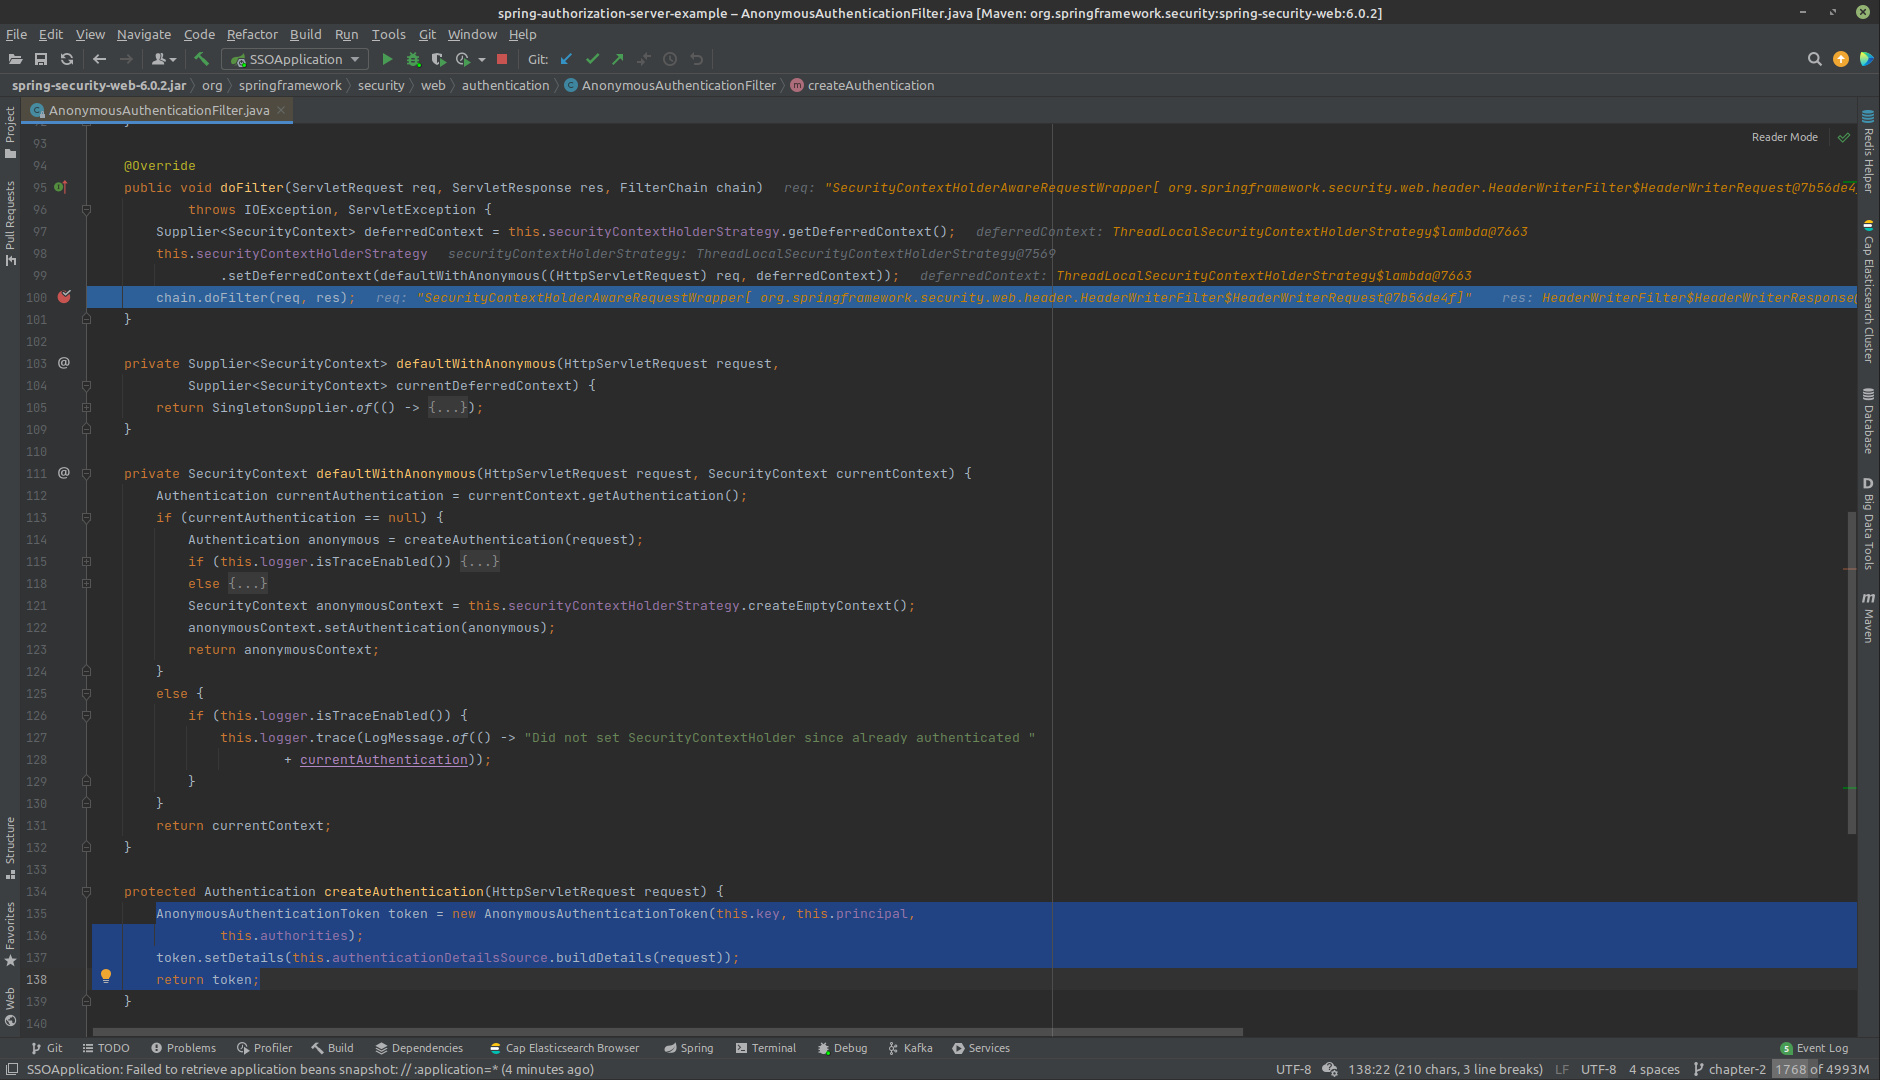 spring-authorization-server-example – AnonymousAuthenticationFilter.java [Maven: org.springframework.security:spring-security-web:6.0.2]
File Edit View Navigate Code Refactor Build Run Tools Git Window Help
SSOApplication Git:
spring-security-web-6.0.2.jar org springframework security web authentication AnonymousAuthenticationFilter createAuthentication
AnonymousAuthenticationFilter.java
Reader Mode
93
94 @Override
95 public void doFilter(ServletRequest req, ServletResponse res, FilterChain chain) req: "SecurityContextHolderAwareRequestWrapper[ org.springframework.security.web.header.HeaderWriterFilter$HeaderWriterRequest@7b56de4
96 throws IOException, ServletException {
97 Supplier<SecurityContext> deferredContext = this.securityContextHolderStrategy.getDeferredContext(); deferredContext: ThreadLocalSecurityContextHolderStrategy$lambda@7663
98 this.securityContextHolderStrategy securityContextHolderStrategy: ThreadLocalSecurityContextHolderStrategy@7569
99 .setDeferredContext(defaultWithAnonymous((HttpServletRequest) req, deferredContext)); deferredContext: ThreadLocalSecurityContextHolderStrategy$lambda@7663
100 chain.doFilter(req, res); req: "SecurityContextHolderAwareRequestWrapper[ org.springframework.security.web.header.HeaderWriterFilter$HeaderWriterRequest@7b56de4f]" res: HeaderWriterFilter$HeaderWriterResponse@
101 }
102
103 @ private Supplier<SecurityContext> defaultWithAnonymous(HttpServletRequest request,
104 Supplier<SecurityContext> currentDeferredContext) {
105 return SingletonSupplier.of(() -> {...});
109 }
110
111 @ private SecurityContext defaultWithAnonymous(HttpServletRequest request, SecurityContext currentContext) {
112 Authentication currentAuthentication = currentContext.getAuthentication();
113 if (currentAuthentication == null) {
114 Authentication anonymous = createAuthentication(request);
115 if (this.logger.isTraceEnabled()) {...}
118 else {...}
121 SecurityContext anonymousContext = this.securityContextHolderStrategy.createEmptyContext();
122 anonymousContext.setAuthentication(anonymous);
123 return anonymousContext;
124 }
125 else {
126 if (this.logger.isTraceEnabled()) {
127 this.logger.trace(LogMessage.of(() -> "Did not set SecurityContextHolder since already authenticated "
128 + currentAuthentication));
129 }
130 }
131 return currentContext;
132 }
133
134 protected Authentication createAuthentication(HttpServletRequest request) {
135 AnonymousAuthenticationToken token = new AnonymousAuthenticationToken(this.key, this.principal,
136 this.authorities);
137 token.setDetails(this.authenticationDetailsSource.buildDetails(request));
138 return token;
139 }
140
Project
Pull Requests
Structure
Favorites
Web
Redis Helper
Cap Elasticsearch Cluster
Database
D Big Data Tools
m Maven
Git TODO Problems Profiler Build Dependencies Cap Elasticsearch Browser Spring Terminal Debug Kafka Services 5 Event Log
SSOApplication: Failed to retrieve application beans snapshot: // :application=* (4 minutes ago) UTF-8 138:22 (210 chars, 3 line breaks) LF UTF-8 4 spaces chapter-2 1768 of 4993M